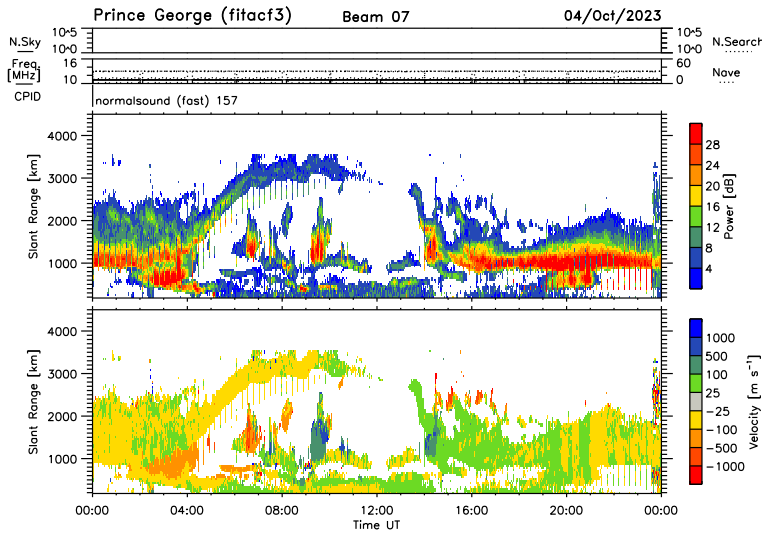 Prince George (fitacf3) Beam 07 04/Oct/2023
N.Sky 10^5 10^0 10^5 10^0 N.Search
Freq. [MHz] 16 10 60 0 Nave
CPID normalsound (fast) 157
Slant Range [km] 4000 3000 2000 1000
28 24 20 16 12 8 4 Power [dB]
Slant Range [km] 4000 3000 2000 1000
1000 500 100 25 -25 -100 -500 -1000 Velocity [m s^-1]
00:00 04:00 08:00 12:00 16:00 20:00 00:00
Time UT